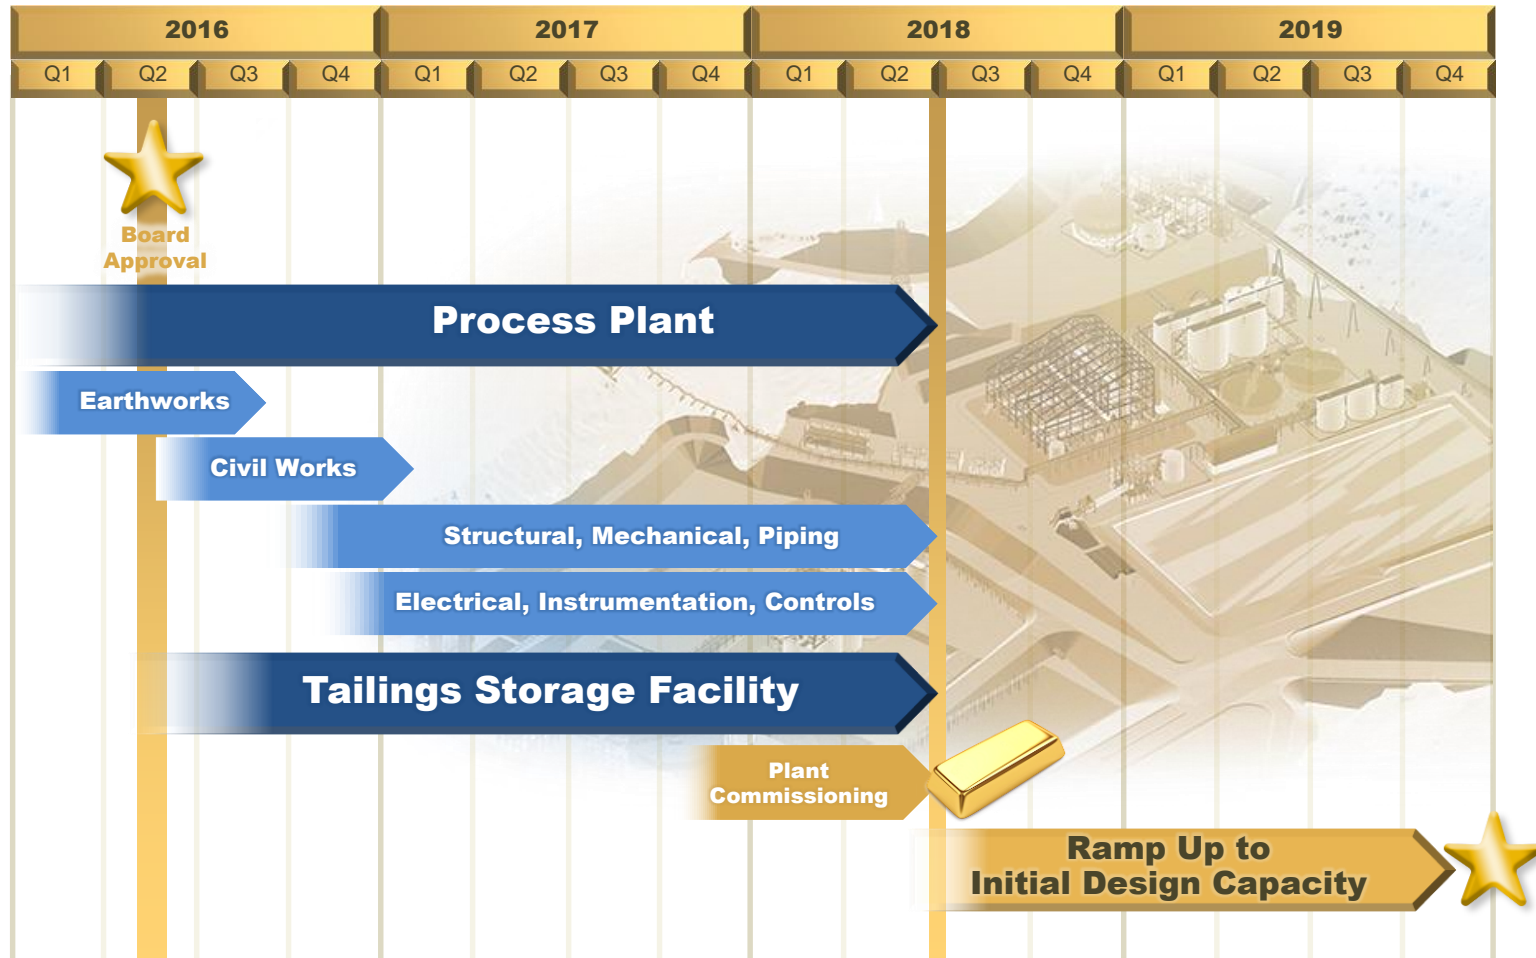 2016 2017 2018 2019
Q1 Q2 Q3 Q4 Q1 Q2 Q3 Q4 Q1 Q2 Q3 Q4 Q1 Q2 Q3 Q4
Board
Approval
Process Plant
Earthworks
Civil Works
Structural, Mechanical, Piping
Electrical, Instrumentation, Controls
Tailings Storage Facility
Plant
Commissioning
Ramp Up to
Initial Design Capacity